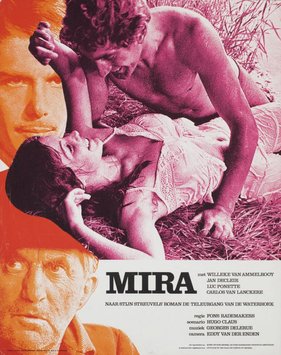 MIRA
met WILLEKE VAN AMMELROOY
JAN DECLEIR
LUC PONETTE
CARLOS VAN LANCKERE
NAAR STIJN STREUVELS' ROMAN DE TELEURGANG VAN DE WATERHOEK
regie FONS RADEMAKERS
scenario HUGO CLAUS
muziek GEORGES DELERUE
camera EDDY VAN DER ENDEN